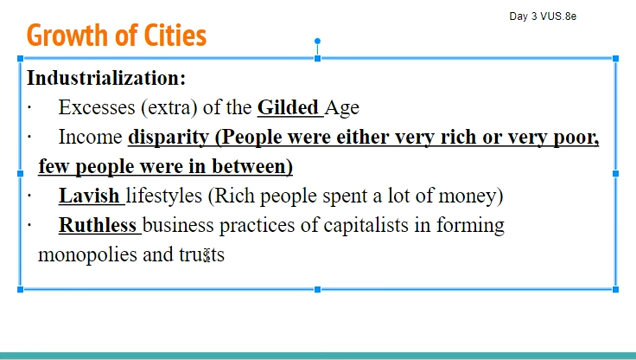 Day 3 VUS.8e
Growth of Cities
Industrialization:
· Excesses (extra) of the Gilded Age
· Income disparity (People were either very rich or very poor,
few people were in between)
· Lavish lifestyles (Rich people spent a lot of money)
· Ruthless business practices of capitalists in forming
monopolies and trusts